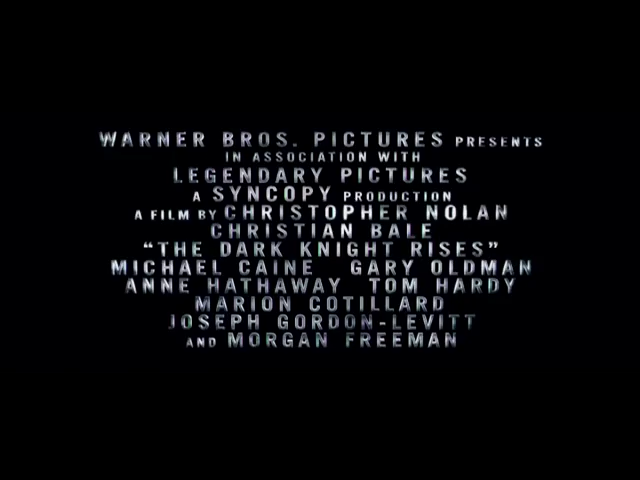 WARNER BROS. PICTURES PRESENTS
IN ASSOCIATION WITH
LEGENDARY PICTURES
A SYNCOPY PRODUCTION
A FILM BY CHRISTOPHER NOLAN
CHRISTIAN BALE
“THE DARK KNIGHT RISES”
MICHAEL CAINE GARY OLDMAN
ANNE HATHAWAY TOM HARDY
MARION COTILLARD
JOSEPH GORDON-LEVITT
AND MORGAN FREEMAN